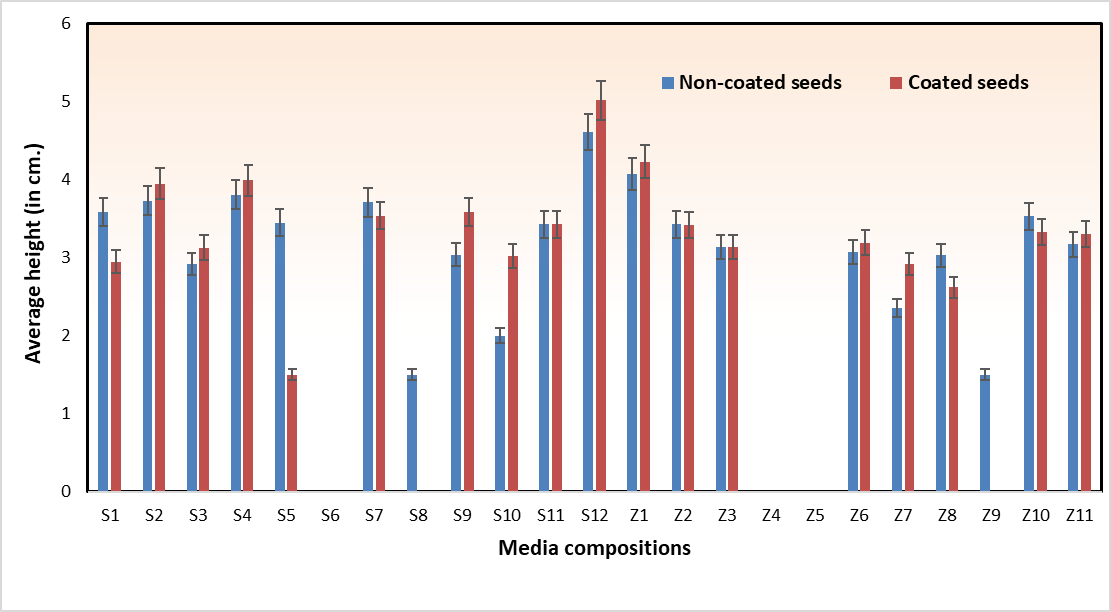 6
5
4
3
2
1
0
Average height (in cm.)
Non-coated seeds Coated seeds
S1 S2 S3 S4 S5 S6 S7 S8 S9 S10 S11 S12 Z1 Z2 Z3 Z4 Z5 Z6 Z7 Z8 Z9 Z10 Z11
Media compositions